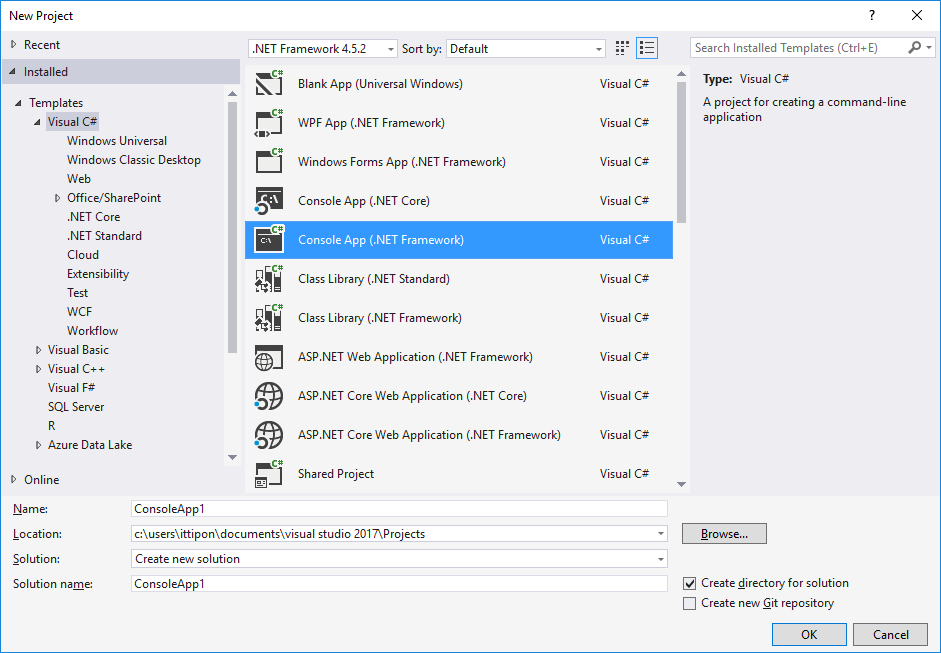 New Project
?
Recent
.NET Framework 4.5.2 Sort by: Default
Search Installed Templates (Ctrl+E)
Installed
Templates
Visual C#
Windows Universal
Windows Classic Desktop
Web
Office/SharePoint
.NET Core
.NET Standard
Cloud
Extensibility
Test
WCF
Workflow
Visual Basic
Visual C++
Visual F#
SQL Server
R
Azure Data Lake
Online
C# Blank App (Universal Windows) Visual C#
C# WPF App (.NET Framework) Visual C#
C# Windows Forms App (.NET Framework) Visual C#
C:\ Console App (.NET Core) Visual C#
C# C:\ Console App (.NET Framework) Visual C#
C# Class Library (.NET Standard) Visual C#
C# Class Library (.NET Framework) Visual C#
ASP.NET Web Application (.NET Framework) Visual C#
ASP.NET Core Web Application (.NET Core) Visual C#
ASP.NET Core Web Application (.NET Framework) Visual C#
C# Shared Project Visual C#
Type: Visual C#
A project for creating a command-line
application
Name: ConsoleApp1
Location: c:\users\ittipon\documents\visual studio 2017\Projects Browse...
Solution: Create new solution
Solution name: ConsoleApp1
Create directory for solution
Create new Git repository
OK Cancel